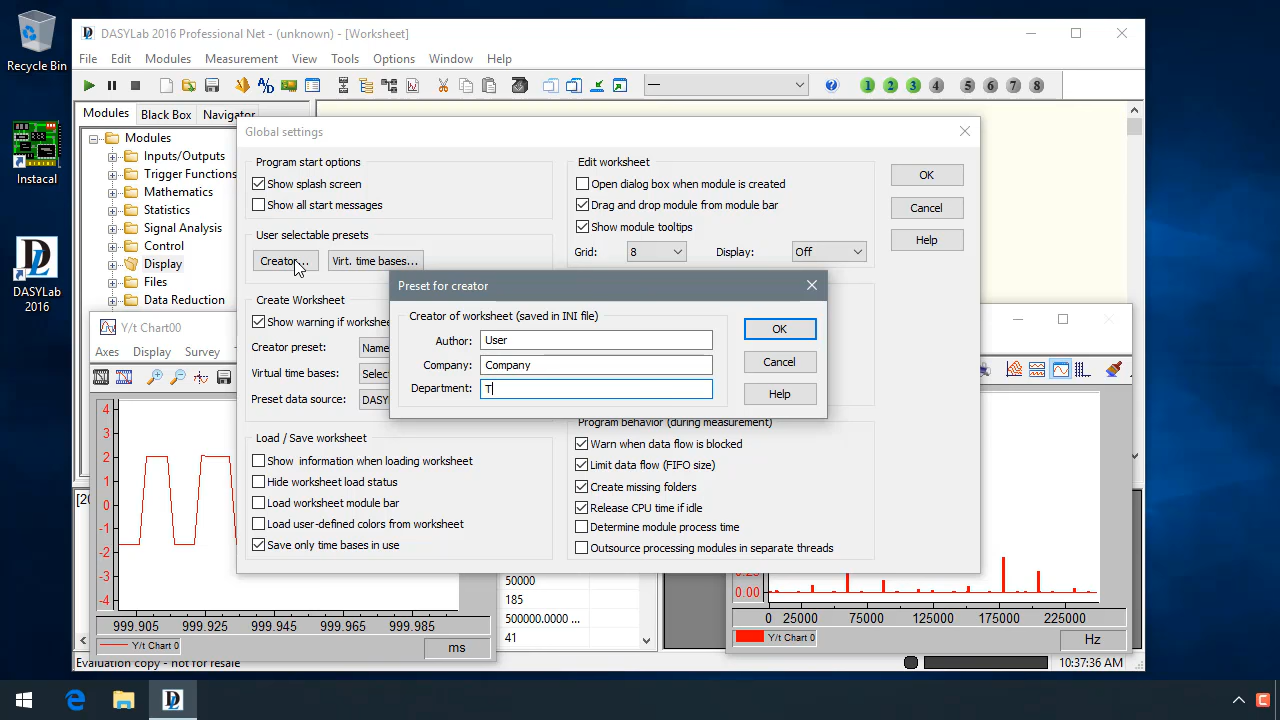 Recycle Bin
Instacal
DASYLab
2016
DASYLab 2016 Professional Net - (unknown) - [Worksheet]
File Edit Modules Measurement View Tools Options Window Help
1 2 3 4 5 6 7 8
Modules Black Box Navigator
Modules
Inputs/Outputs
Trigger Functions
Mathematics
Statistics
Signal Analysis
Control
Display
Files
Data Reduction
Global settings
Program start options
Show splash screen
Show all start messages
User selectable presets
Creator...
Virt. time bases...
Create Worksheet
Show warning if workshee
Creator preset: Name
Virtual time bases: Select
Preset data source: DASY
Load / Save worksheet
Show information when loading worksheet
Hide worksheet load status
Load worksheet module bar
Load user-defined colors from worksheet
Save only time bases in use
Edit worksheet
Open dialog box when module is created
Drag and drop module from module bar
Show module tooltips
Grid: 8 Display: Off
OK
Cancel
Help
Preset for creator
Creator of worksheet (saved in INI file)
Author: User
Company: Company
Department: T
OK
Cancel
Help
Program behavior (during measurement)
Warn when data flow is blocked
Limit data flow (FIFO size)
Create missing folders
Release CPU time if idle
Determine module process time
Outsource processing modules in separate threads
Y/t Chart00
Axes Display Survey
4
3
2
1
0
-1
-2
-3
-4
999.905 999.925 999.945 999.965 999.985
Y/t Chart 0
ms
50000
185
500000.0000 ...
41
0.00
0 25000 75000 125000 175000 225000
Y/t Chart 0
Hz
Evaluation copy - not for resale
10:37:36 AM